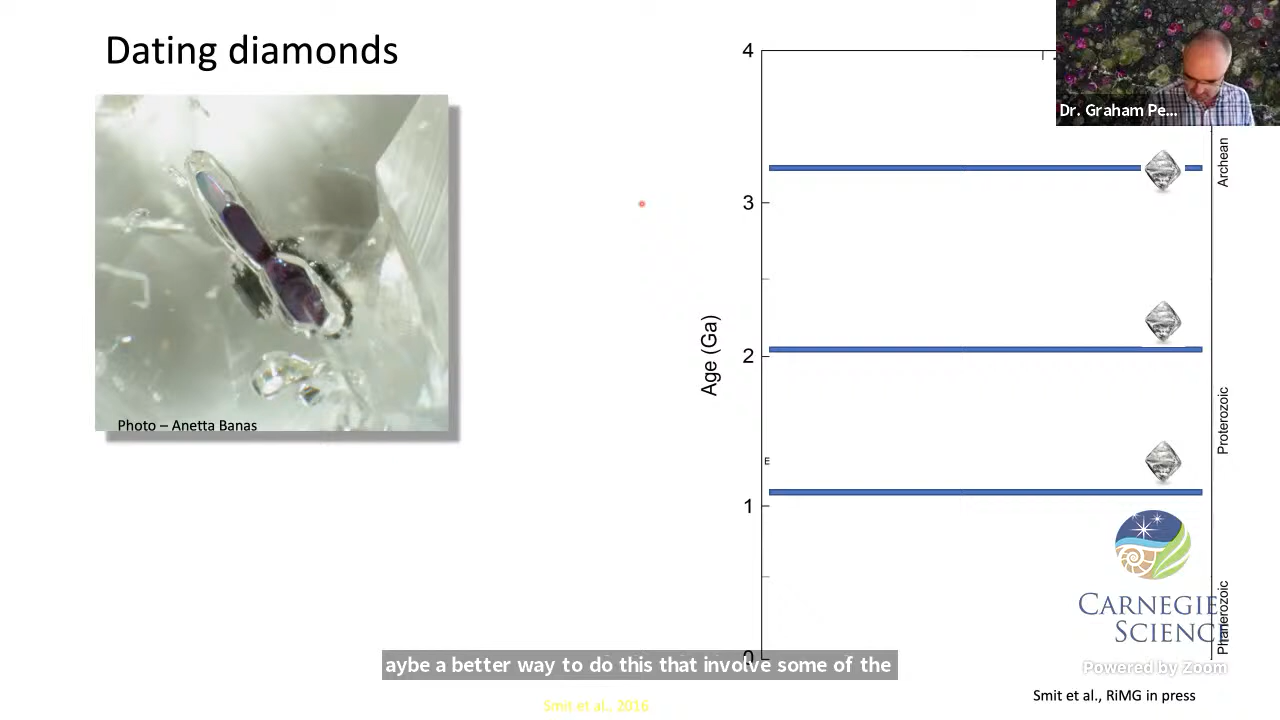 Dating diamonds
Photo – Anetta Banas
Age (Ga)
4
3
2
1
0
E
Archean
Proterozoic
Phanerozoic
Dr. Graham Pe...
CARNEGIE
SCIENCE
aybe a better way to do this that involve some of the
Powered by Zoom
Smit et al., 2016
Smit et al., RiMG in press